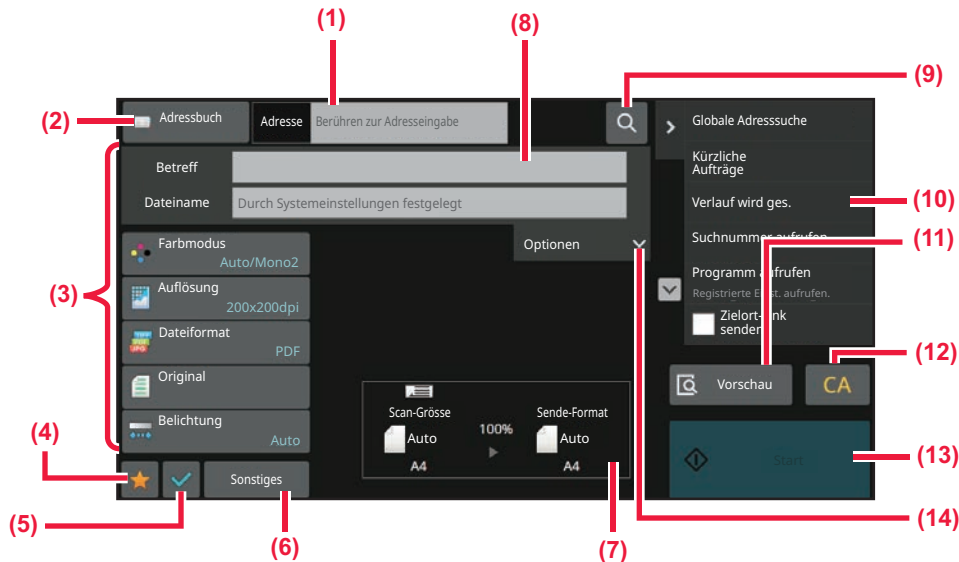 (1)
(8)
(9)
(2)
Adressbuch
Adresse
Berühren zur Adresseingabe
Globale Adresssuche
Betreff
Kürzliche
Aufträge
Dateiname
Durch Systemeinstellungen festgelegt
Verlauf wird ges.
(10)
Optionen
Suchnummer aufrufen
(11)
(3)
Farbmodus
Auto/Mono2
Auflösung
200x200dpi
Programm aufrufen
Registrierte Einst. aufrufen.
Dateiformat
PDF
Zielort-Link
senden
Original
(12)
Vorschau
CA
Belichtung
Auto
Scan-Grösse
100%
Sende-Format
Auto
Auto
A4
A4
(4)
Start
(13)
Sonstiges
(5)
(6)
(7)
(14)